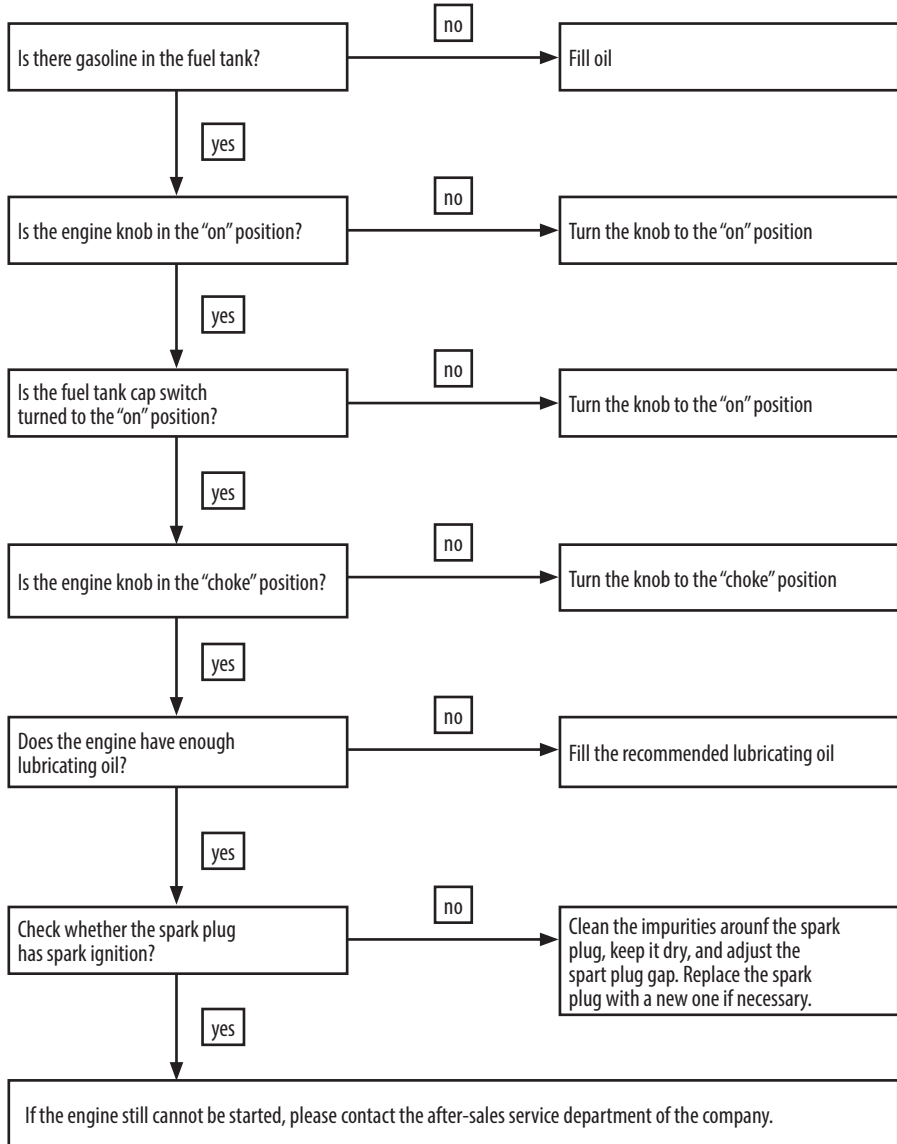 no
Is there gasoline in the fuel tank?
Fill oil
yes
no
Is the engine knob in the “on” position?
Turn the knob to the “on” position
yes
no
Is the fuel tank cap switch
turned to the “on” position?
Turn the knob to the “on” position
yes
no
Is the engine knob in the “choke” position?
Turn the knob to the “choke” position
yes
no
Does the engine have enough
lubricating oil?
Fill the recommended lubricating oil
yes
no
Check whether the spark plug
has spark ignition?
Clean the impurities arounf the spark
plug, keep it dry, and adjust the
spart plug gap. Replace the spark
plug with a new one if necessary.
yes
If the engine still cannot be started, please contact the after-sales service department of the company.